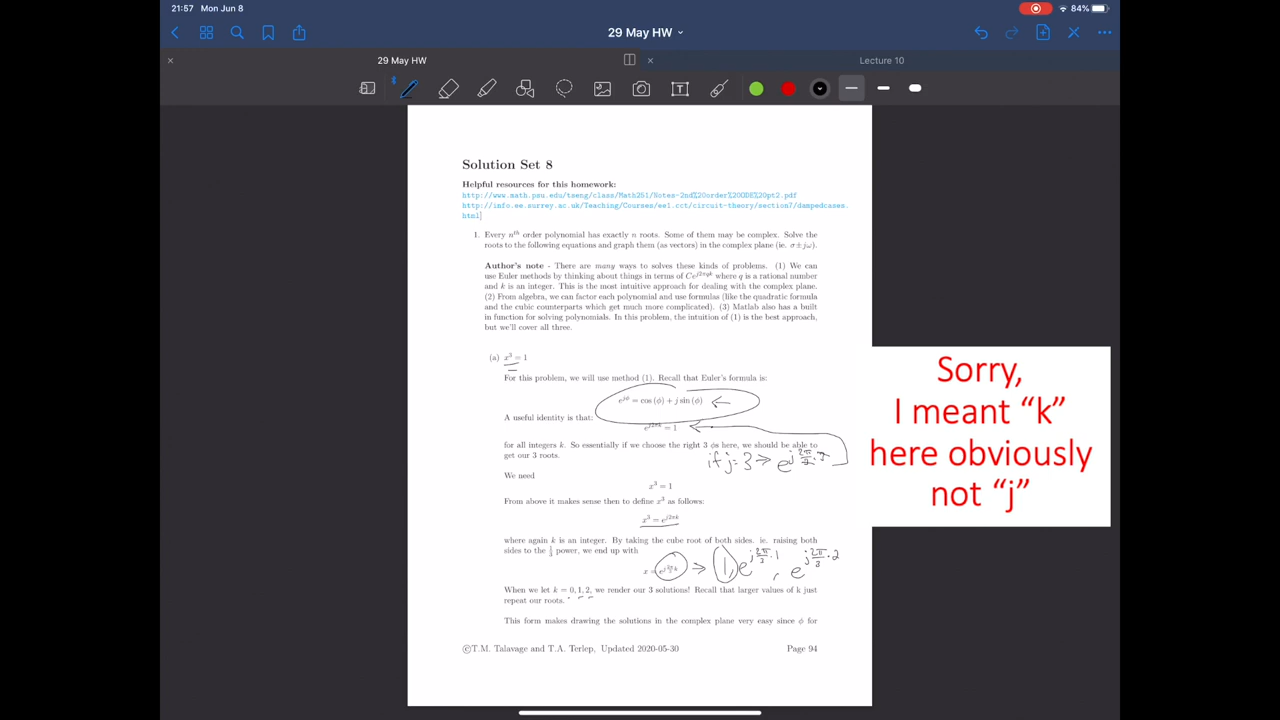 21:57 Mon Jun 8
84%
29 May HW
29 May HW
Lecture 10
Solution Set 8
Helpful resources for this homework:
http://www.math.psu.edu/tseng/class/Math251/Notes-2nd%20order%20ODE%20pt2.pdf
http://info.ee.surrey.ac.uk/Teaching/Courses/ee1.cct/circuit-theory/section7/dampedcases.
html
1. Every nᵗʰ order polynomial has exactly n roots. Some of them may be complex. Solve the
roots to the following equations and graph them (as vectors) in the complex plane (ie. σ±jω).
Author's note - There are many ways to solves these kinds of problems. (1) We can
use Euler methods by thinking about things in terms of Ce^{j2πqk} where q is a rational number
and k is an integer. This is the most intuitive approach for dealing with the complex plane.
(2) From algebra, we can factor each polynomial and use formulas (like the quadratic formula
and the cubic counterparts which get much more complicated). (3) Matlab also has a built
in function for solving polynomials. In this problem, the intuition of (1) is the best approach,
but we'll cover all three.
(a) x³ = 1
For this problem, we will use method (1). Recall that Euler's formula is:
e^{jϕ} = cos (ϕ) + j sin (ϕ) ←
A useful identity is that:
e^{j2πk} = 1
for all integers k. So essentially if we choose the right 3 ϕs here, we should be able to
get our 3 roots.
if j=3 ⇒ e^{j 2π/3 · 3}
We need
x³ = 1
From above it makes sense then to define x³ as follows:
x³ = e^{j2πk}
where again k is an integer. By taking the cube root of both sides. ie. raising both
sides to the 1/3 power, we end up with
x = e^{j 2π/3 k} ⇒ 1, e^{j 2π/3 · 1}, e^{j 2π/3 · 2}
When we let k = 0, 1, 2, we render our 3 solutions! Recall that larger values of k just
repeat our roots.
This form makes drawing the solutions in the complex plane very easy since ϕ for
©T.M. Talavage and T.A. Terlep, Updated 2020-05-30 Page 94
Sorry,
I meant “k”
here obviously
not “j”